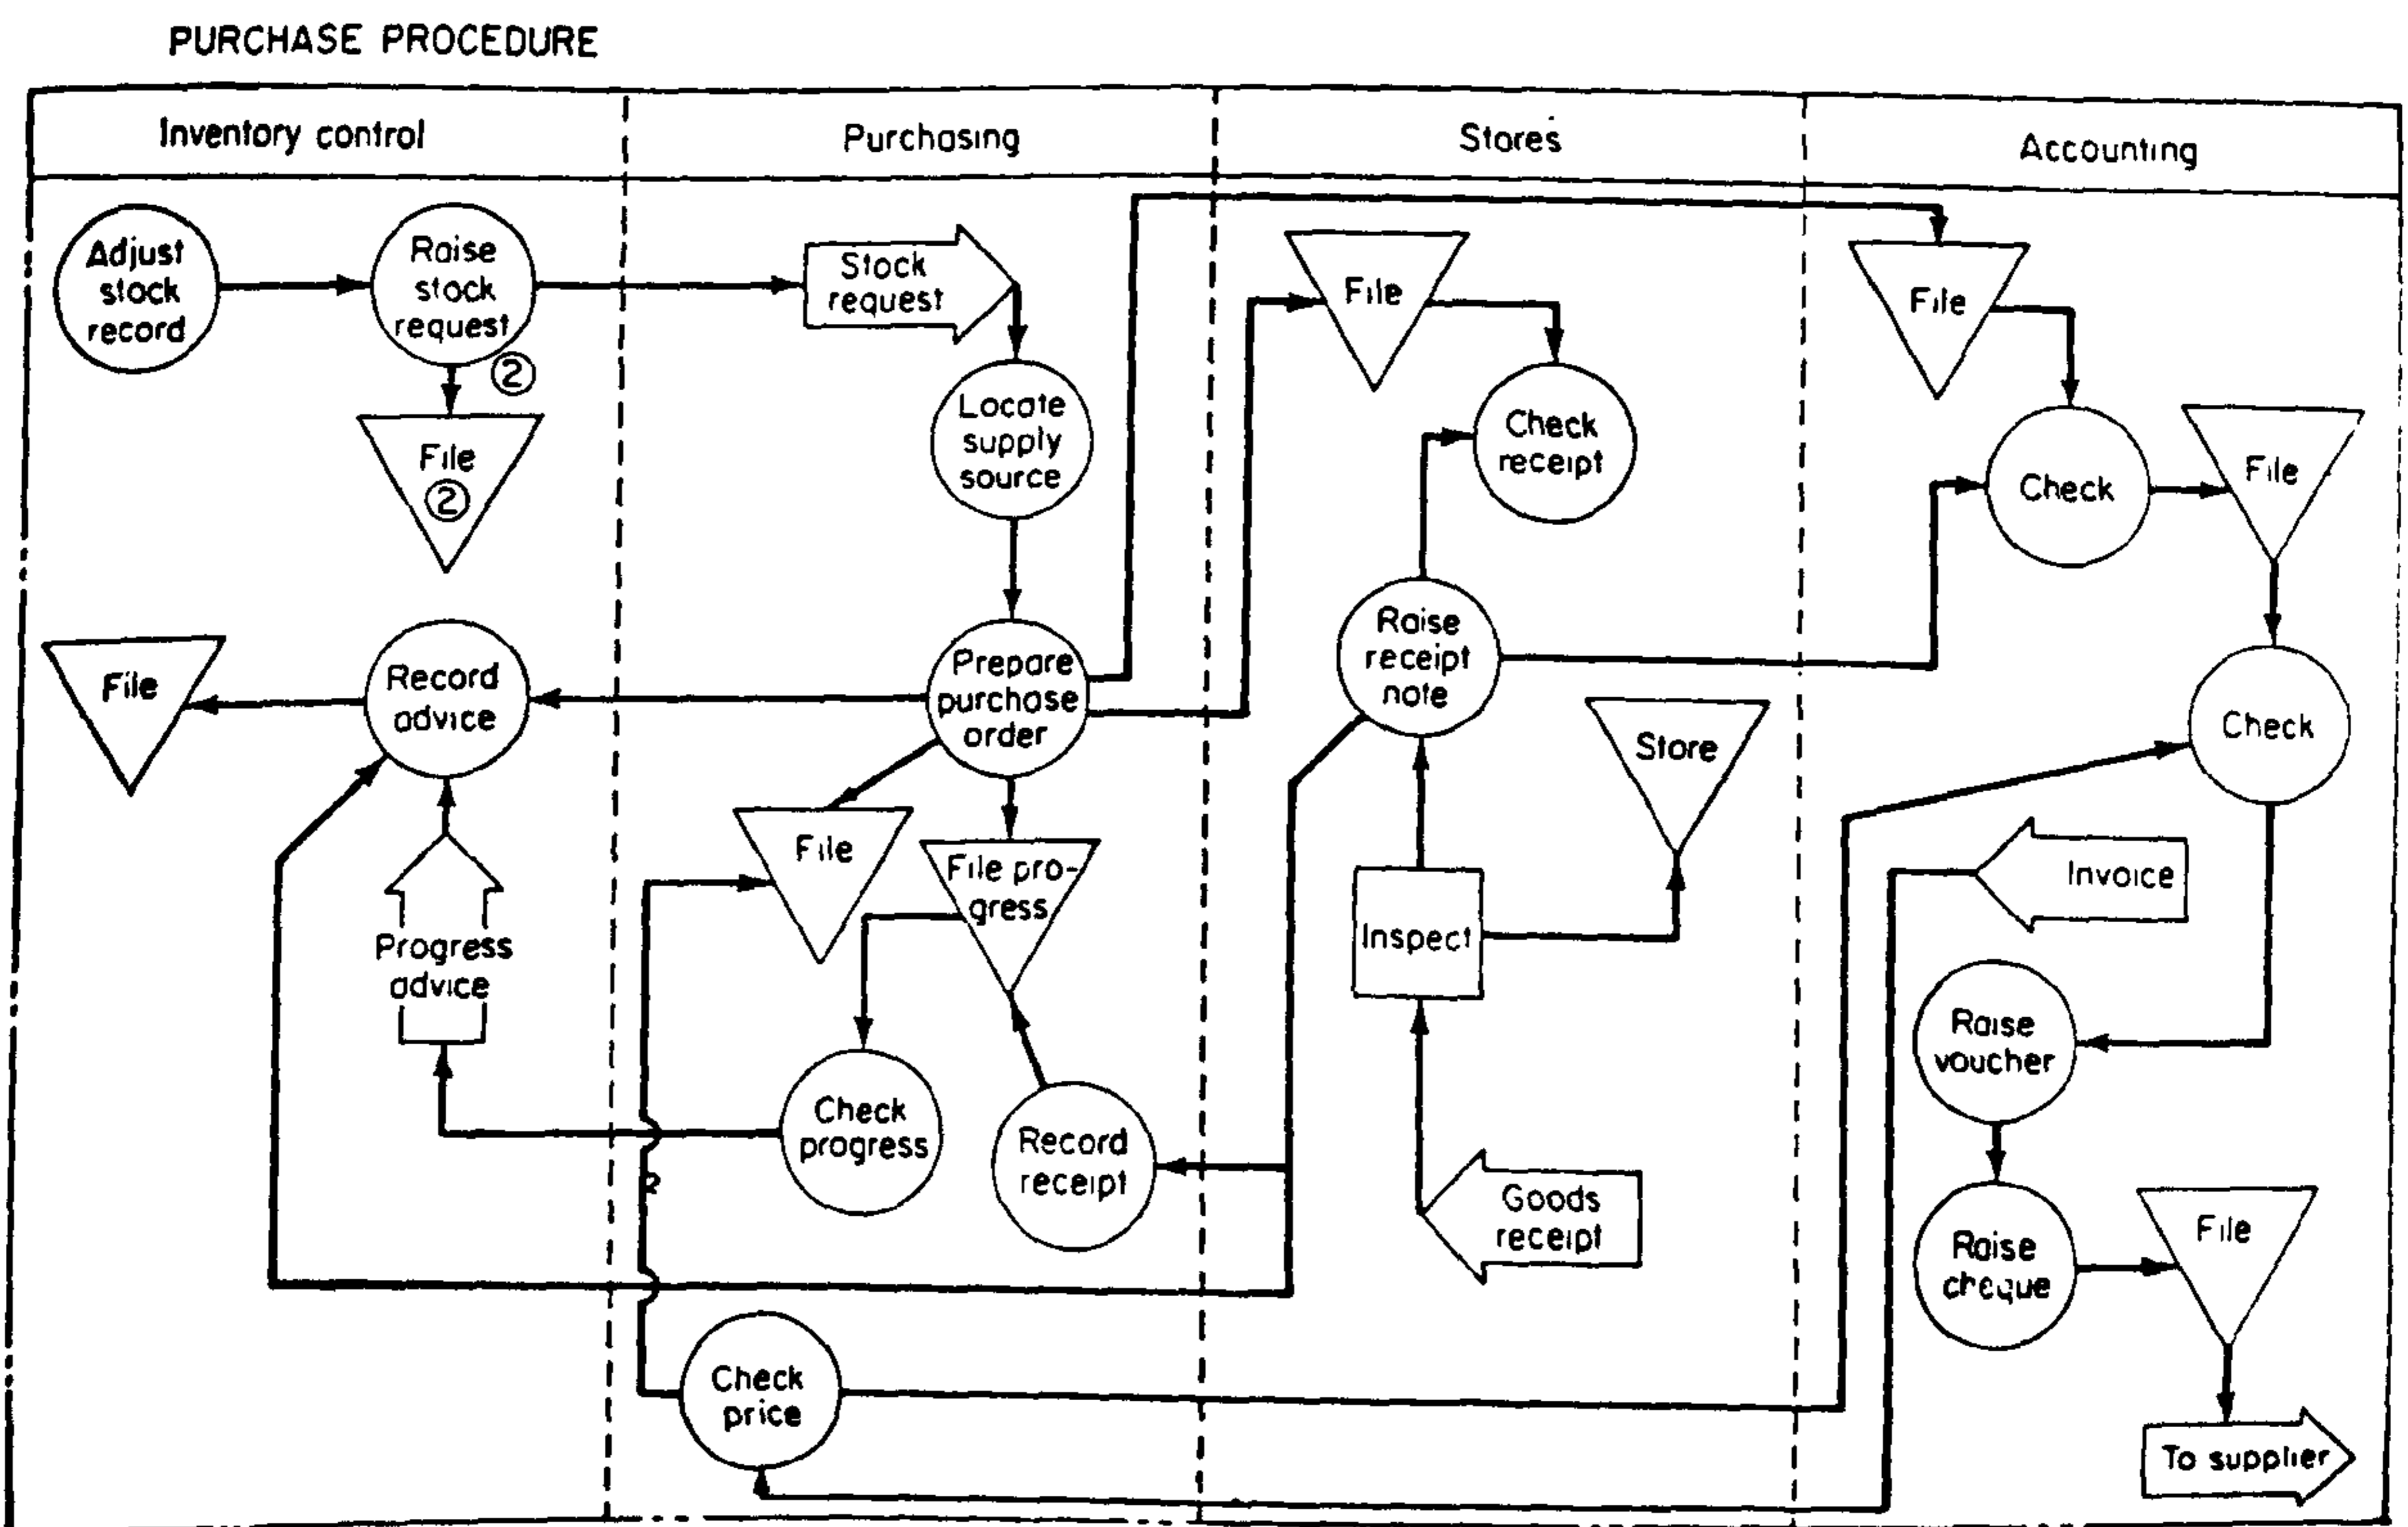 PURCHASE PROCEDURE
Inventory control
Purchasing
Stores
Accounting
Adjust
stock
record
Raise
stock
request
2
File
2
Stock
request
Locate
supply
source
File
Check
receipt
File
Check
File
File
Record
advice
Prepare
purchase
order
Raise
receipt
note
Store
Check
Progress
advice
File
File pro-
gress
Inspect
Invoice
Check
progress
Record
receipt
Goods
receipt
Raise
voucher
Raise
cheque
File
Check
price
To supplier